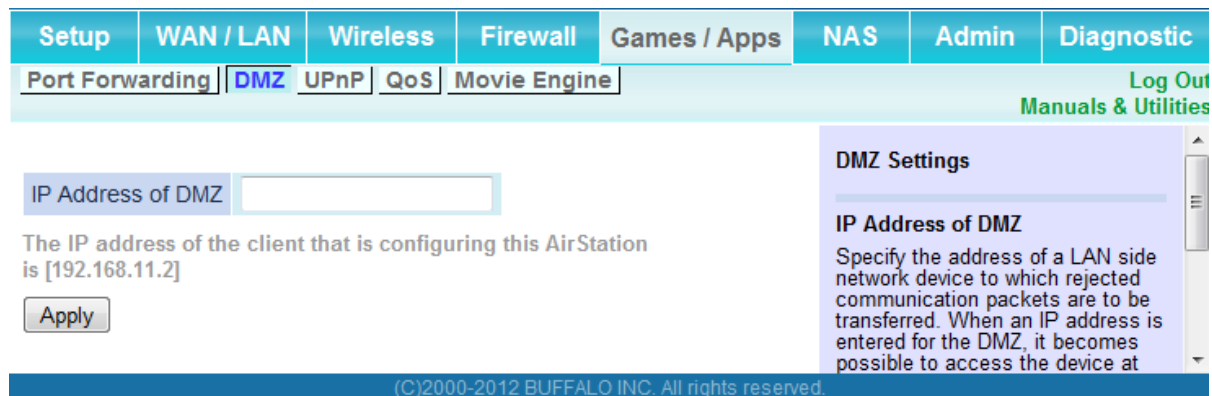 Setup WAN / LAN Wireless Firewall Games / Apps NAS Admin Diagnostic
Port Forwarding DMZ UPnP QoS Movie Engine
Log Out
Manuals & Utilities
IP Address of DMZ
The IP address of the client that is configuring this AirStation
is [192.168.11.2]
Apply
DMZ Settings
IP Address of DMZ
Specify the address of a LAN side
network device to which rejected
communication packets are to be
transferred. When an IP address is
entered for the DMZ, it becomes
possible to access the device at
(C)2000-2012 BUFFALO INC. All rights reserved.